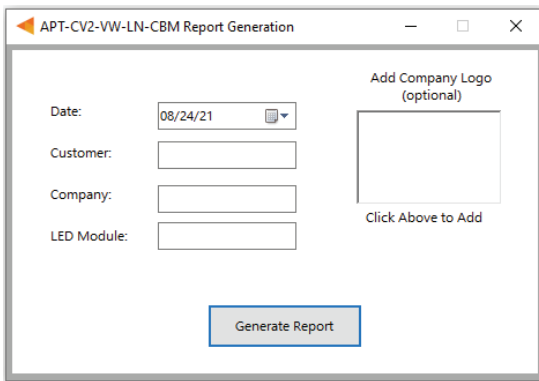 APT-CV2-VW-LN-CBM Report Generation
Add Company Logo
(optional)
Date:
08/24/21
Customer:
Company:
Click Above to Add
LED Module:
Generate Report